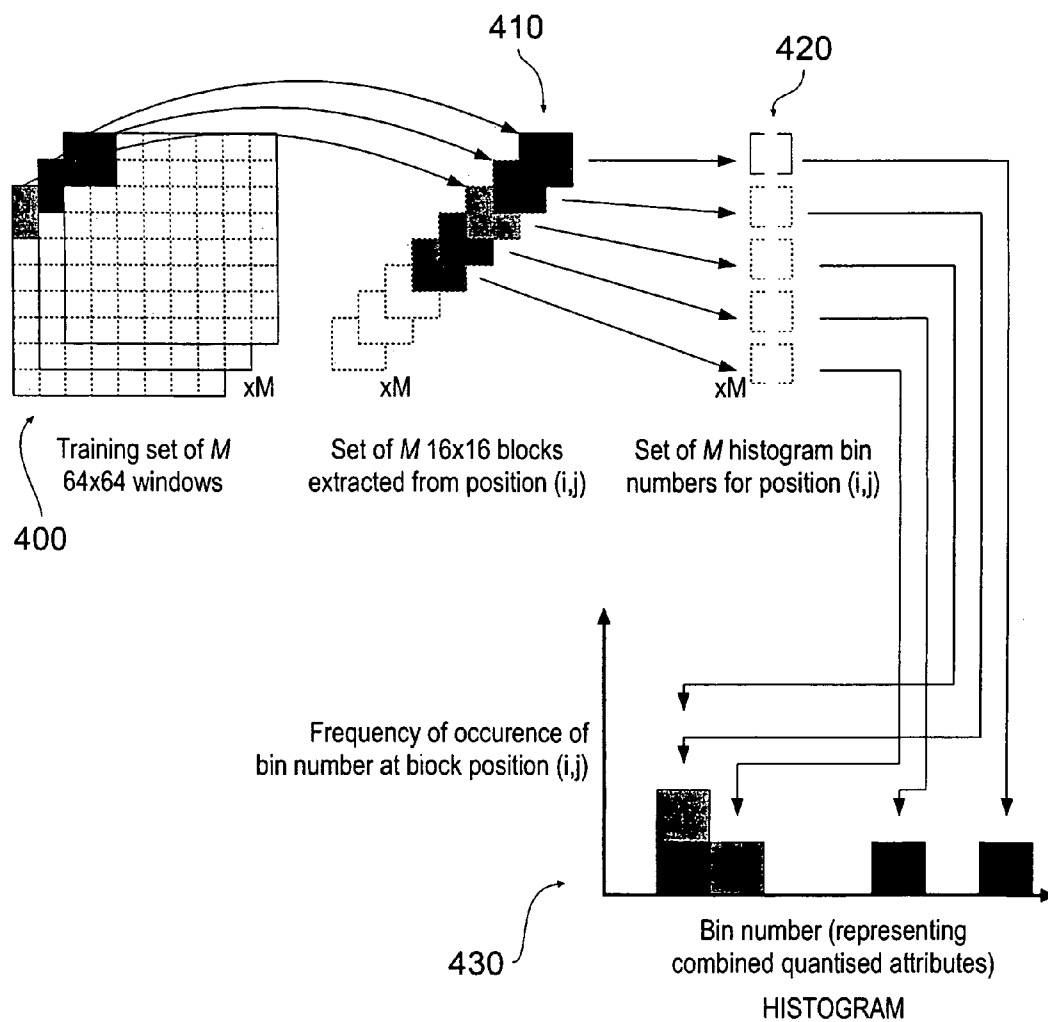 410
420
xM
xM
xM
Training set of M
64x64 windows
Set of M 16x16 blocks
extracted from position (i,j)
Set of M histogram bin
numbers for position (i,j)
400
Frequency of occurence of
bin number at block position (i,j)
430
Bin number (representing
combined quantised attributes)
HISTOGRAM